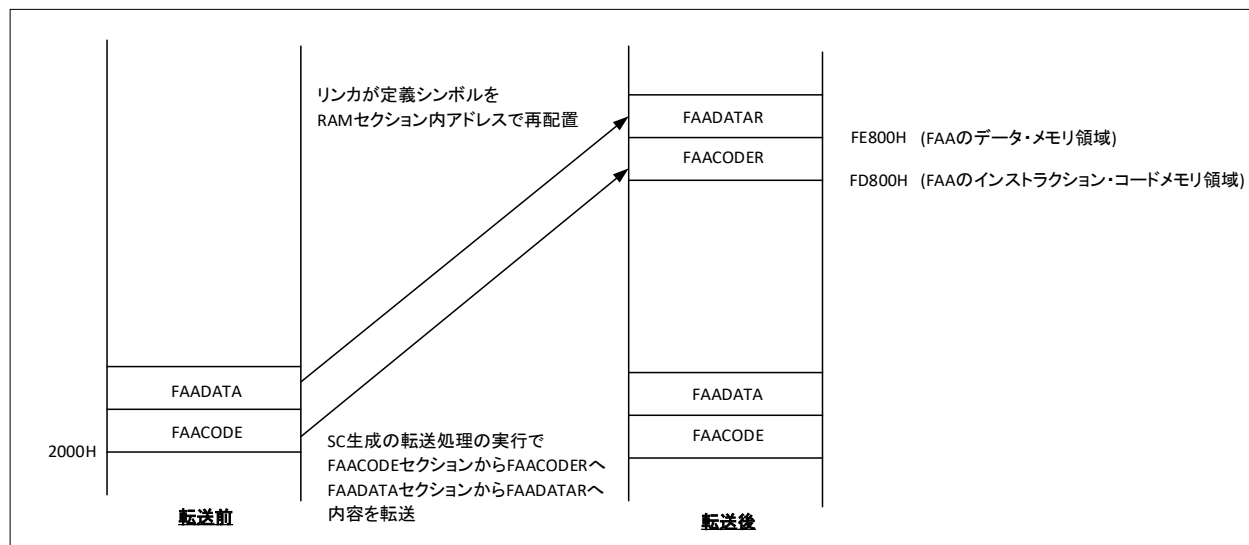 リンカが定義シンボルを
RAMセクション内アドレスで再配置
FAADATAR
FAACODER
FE800H (FAAのデータ・メモリ領域)
FD800H (FAAのインストラクション・コードメモリ領域)
FAADATA
FAACODE
2000H
SC生成の転送処理の実行で
FAACODEセクションからFAACODERへ
FAADATAセクションからFAADATARへ
内容を転送
転送前
FAADATA
FAACODE
転送後